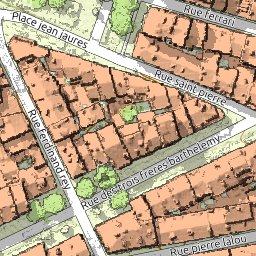 Rue ferrari
Place Jean Jaures
Rue saint pierre
Rue ferdinand rey
Rue des trois freres barthelemy
Rue pierre lalou